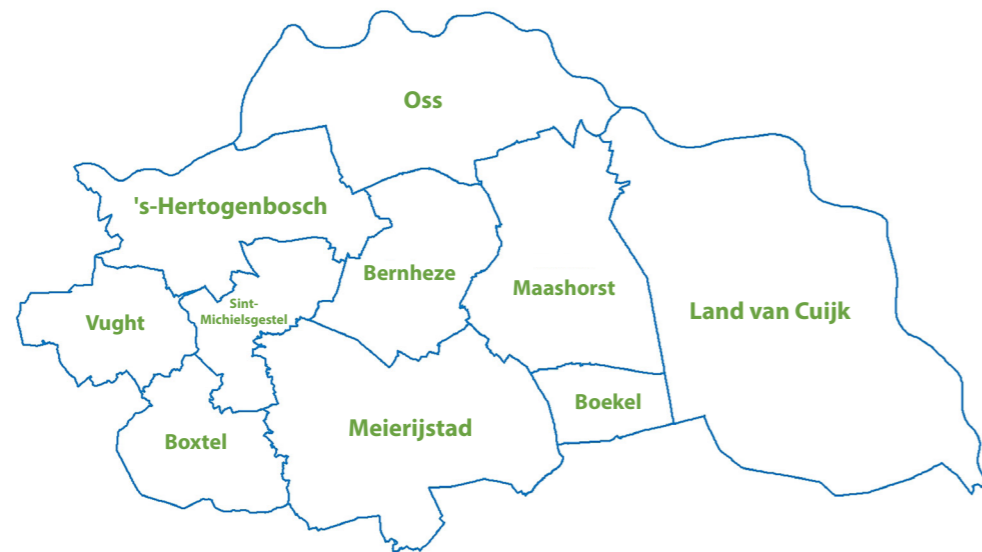 Oss
's-Hertogenbosch
Bernheze
Maashorst
Sint-
Michielsgestel
Vught
Land van Cuijk
Boekel
Meierijstad
Boxtel